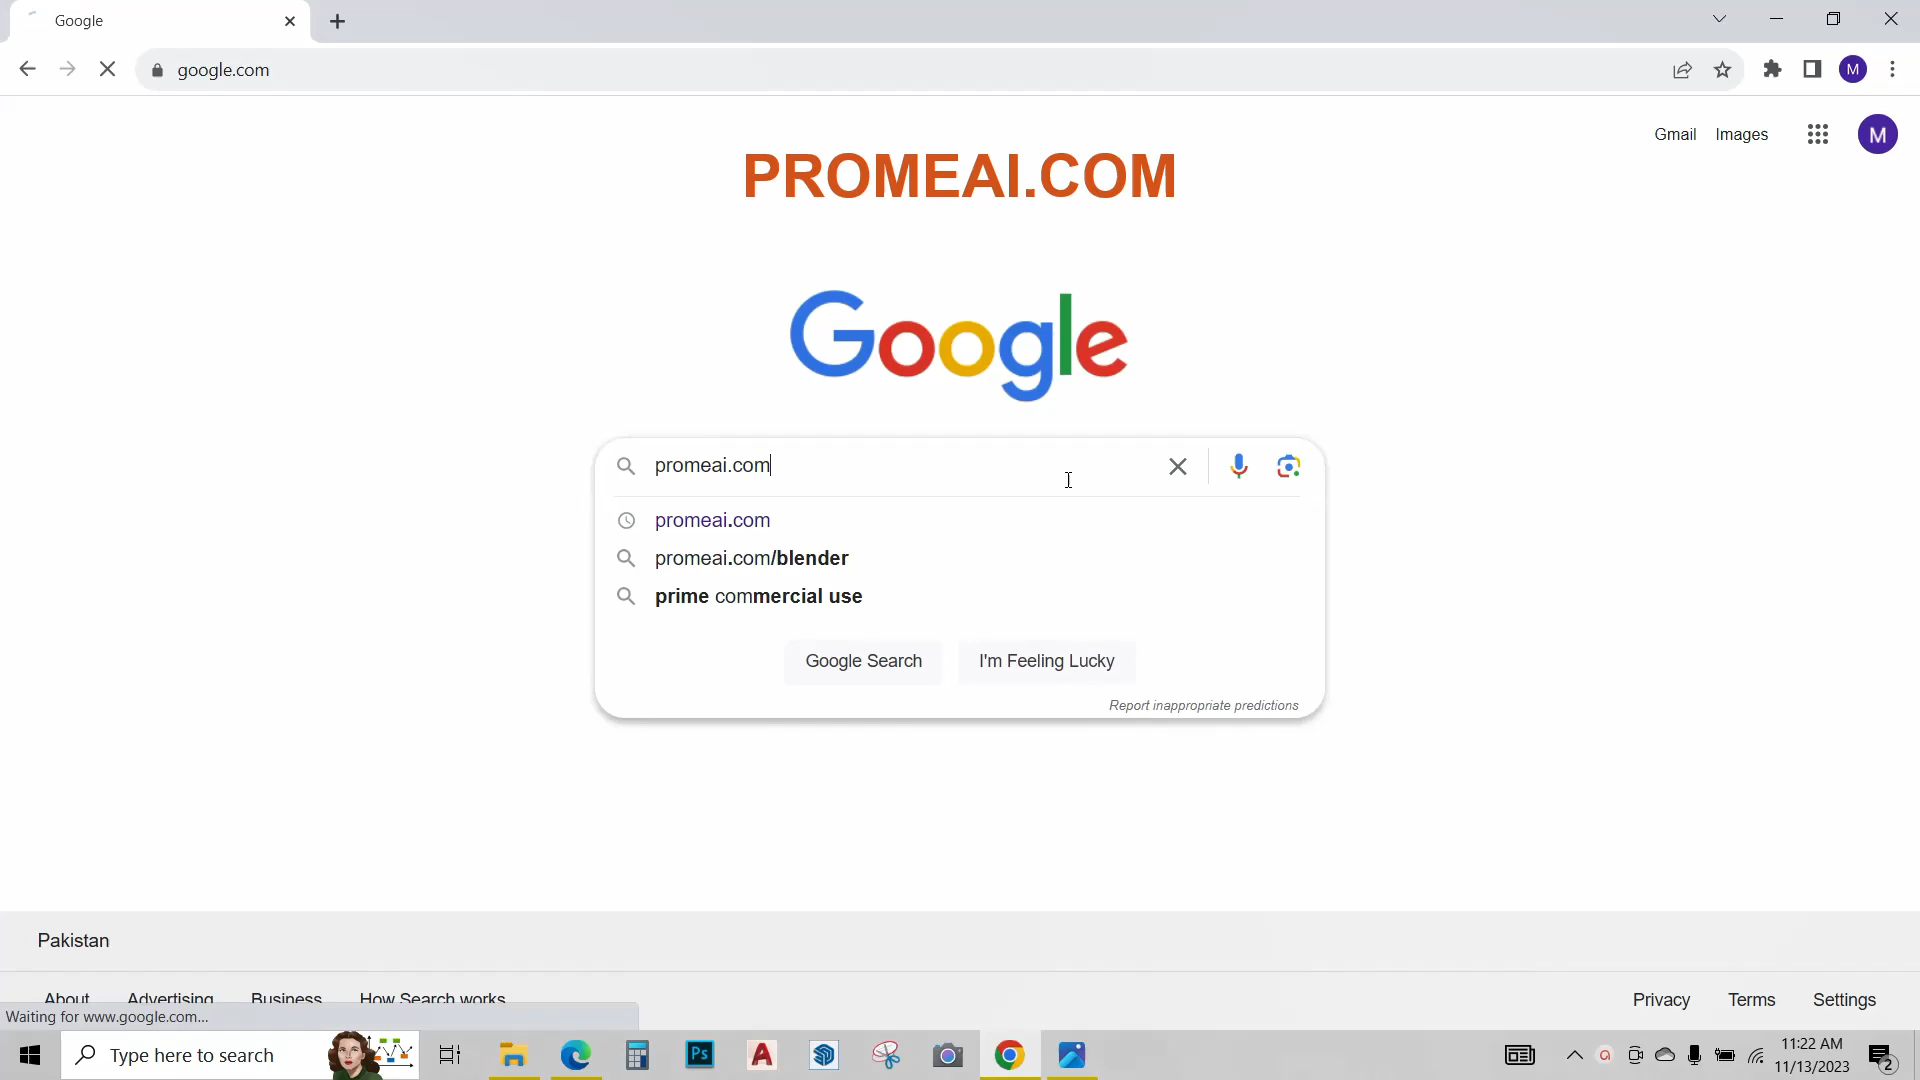 Google
google.com
M
Gmail
Images
M
PROMEAI.COM
Google
promeai.com
promeai.com
promeai.com/blender
prime commercial use
Google Search
I'm Feeling Lucky
Report inappropriate predictions
Pakistan
About
Advertising
Business
How Search works
Privacy
Terms
Settings
Waiting for www.google.com...
Type here to search
Ps
A
11:22 AM
11/13/2023
2